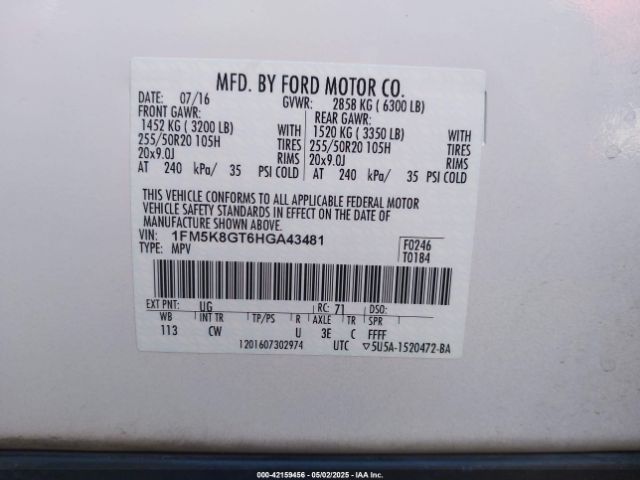 MFD. BY FORD MOTOR CO.
DATE: 07/16 GVWR: 2858 KG ( 6300 LB)
FRONT GAWR: REAR GAWR:
1452 KG ( 3200 LB) WITH 1520 KG ( 3350 LB) WITH
255/50R20 105H TIRES 255/50R20 105H TIRES
20x9.0J RIMS 20x9.0J RIMS
AT 240 kPa/ 35 PSI COLD AT 240 kPa/ 35 PSI COLD
THIS VEHICLE CONFORMS TO ALL APPLICABLE FEDERAL MOTOR
VEHICLE SAFETY STANDARDS IN EFFECT ON THE DATE OF
MANUFACTURE SHOWN ABOVE.
VIN: 1FM5K8GT6HGA43481 F0246
TYPE: MPV T0184
EXT PNT: UG RC: 71 DSO:
WB INT TR TP/PS R AXLE TR SPR
113 CW U 3E C FFFF
1201607302974 UTC ▽5U5A-1520472-BA
000-42159456 | 05/02/2025 | IAA Inc.